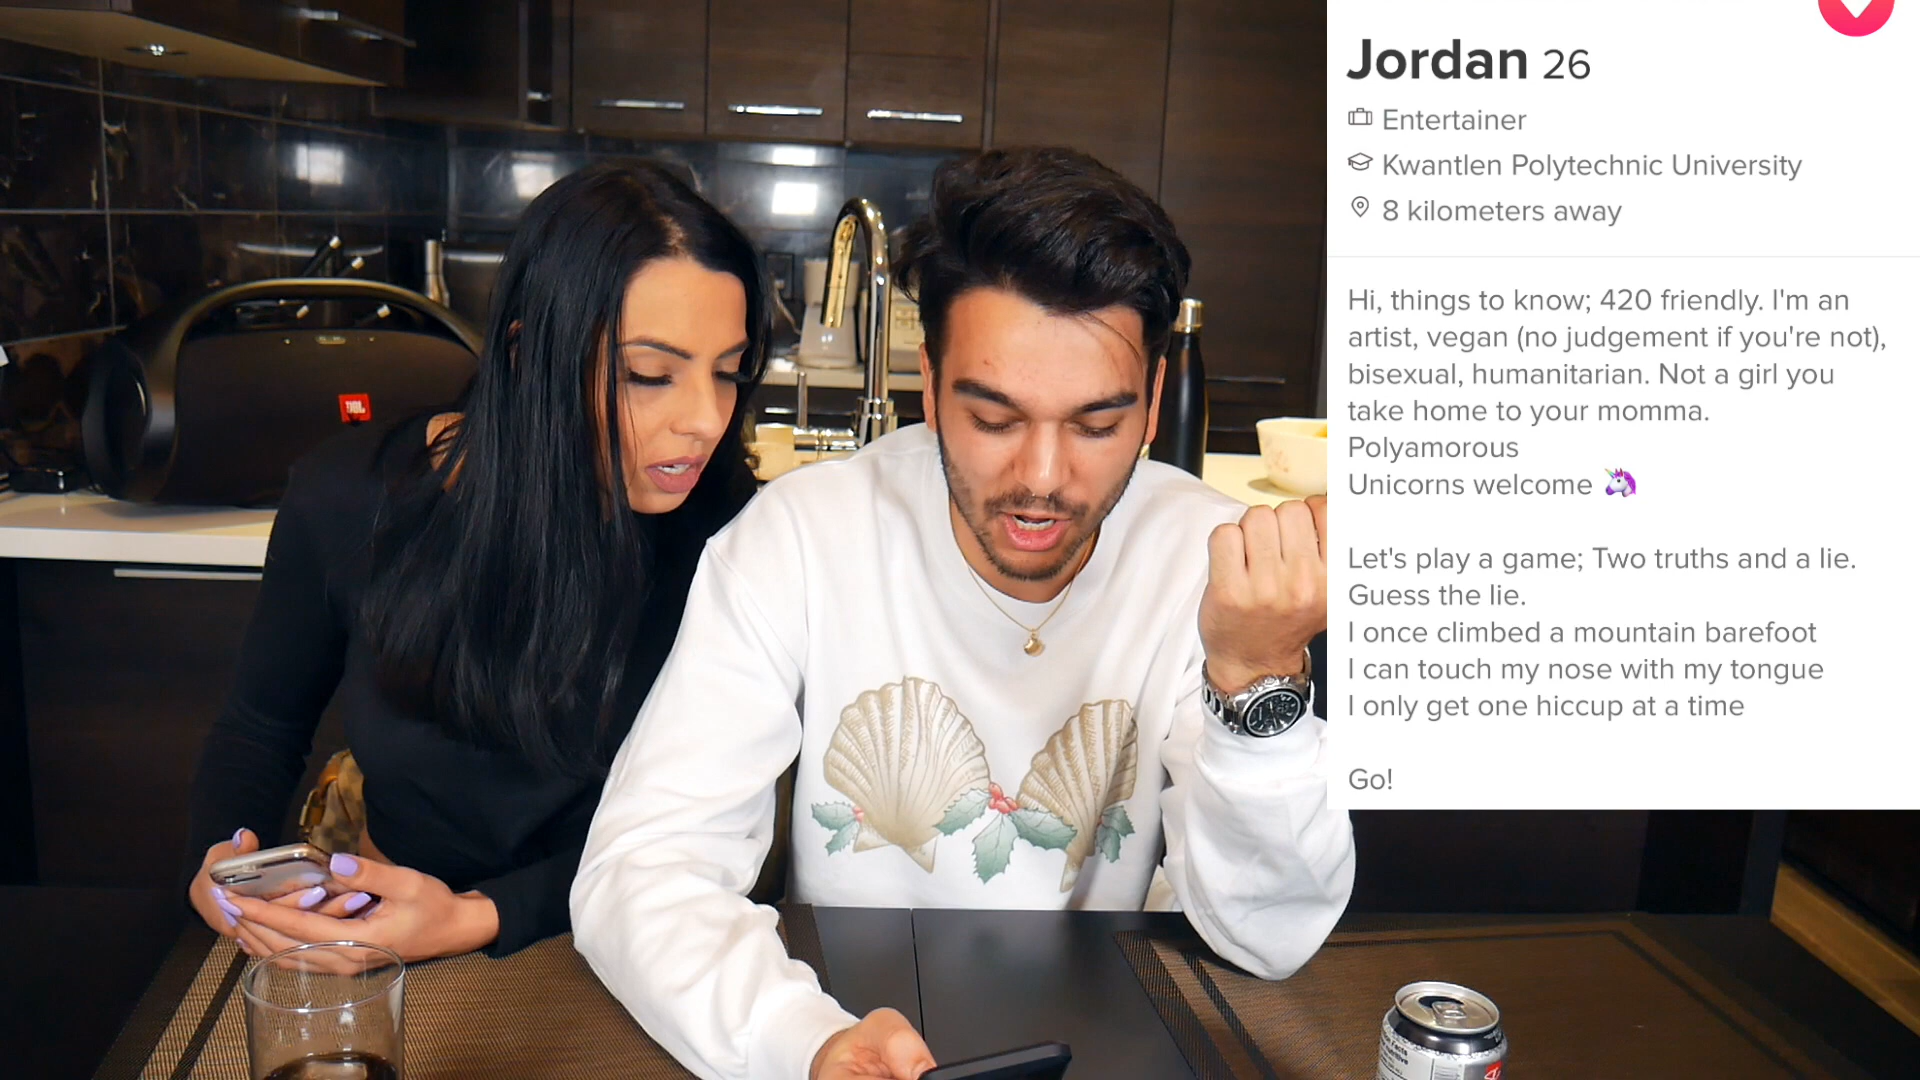 Jordan 26
Entertainer
Kwantlen Polytechnic University
8 kilometers away
Hi, things to know; 420 friendly. I'm an
artist, vegan (no judgement if you're not),
bisexual, humanitarian. Not a girl you
take home to your momma.
Polyamorous
Unicorns welcome 🦄
Let's play a game; Two truths and a lie.
Guess the lie.
I once climbed a mountain barefoot
I can touch my nose with my tongue
I only get one hiccup at a time
Go!
JBL